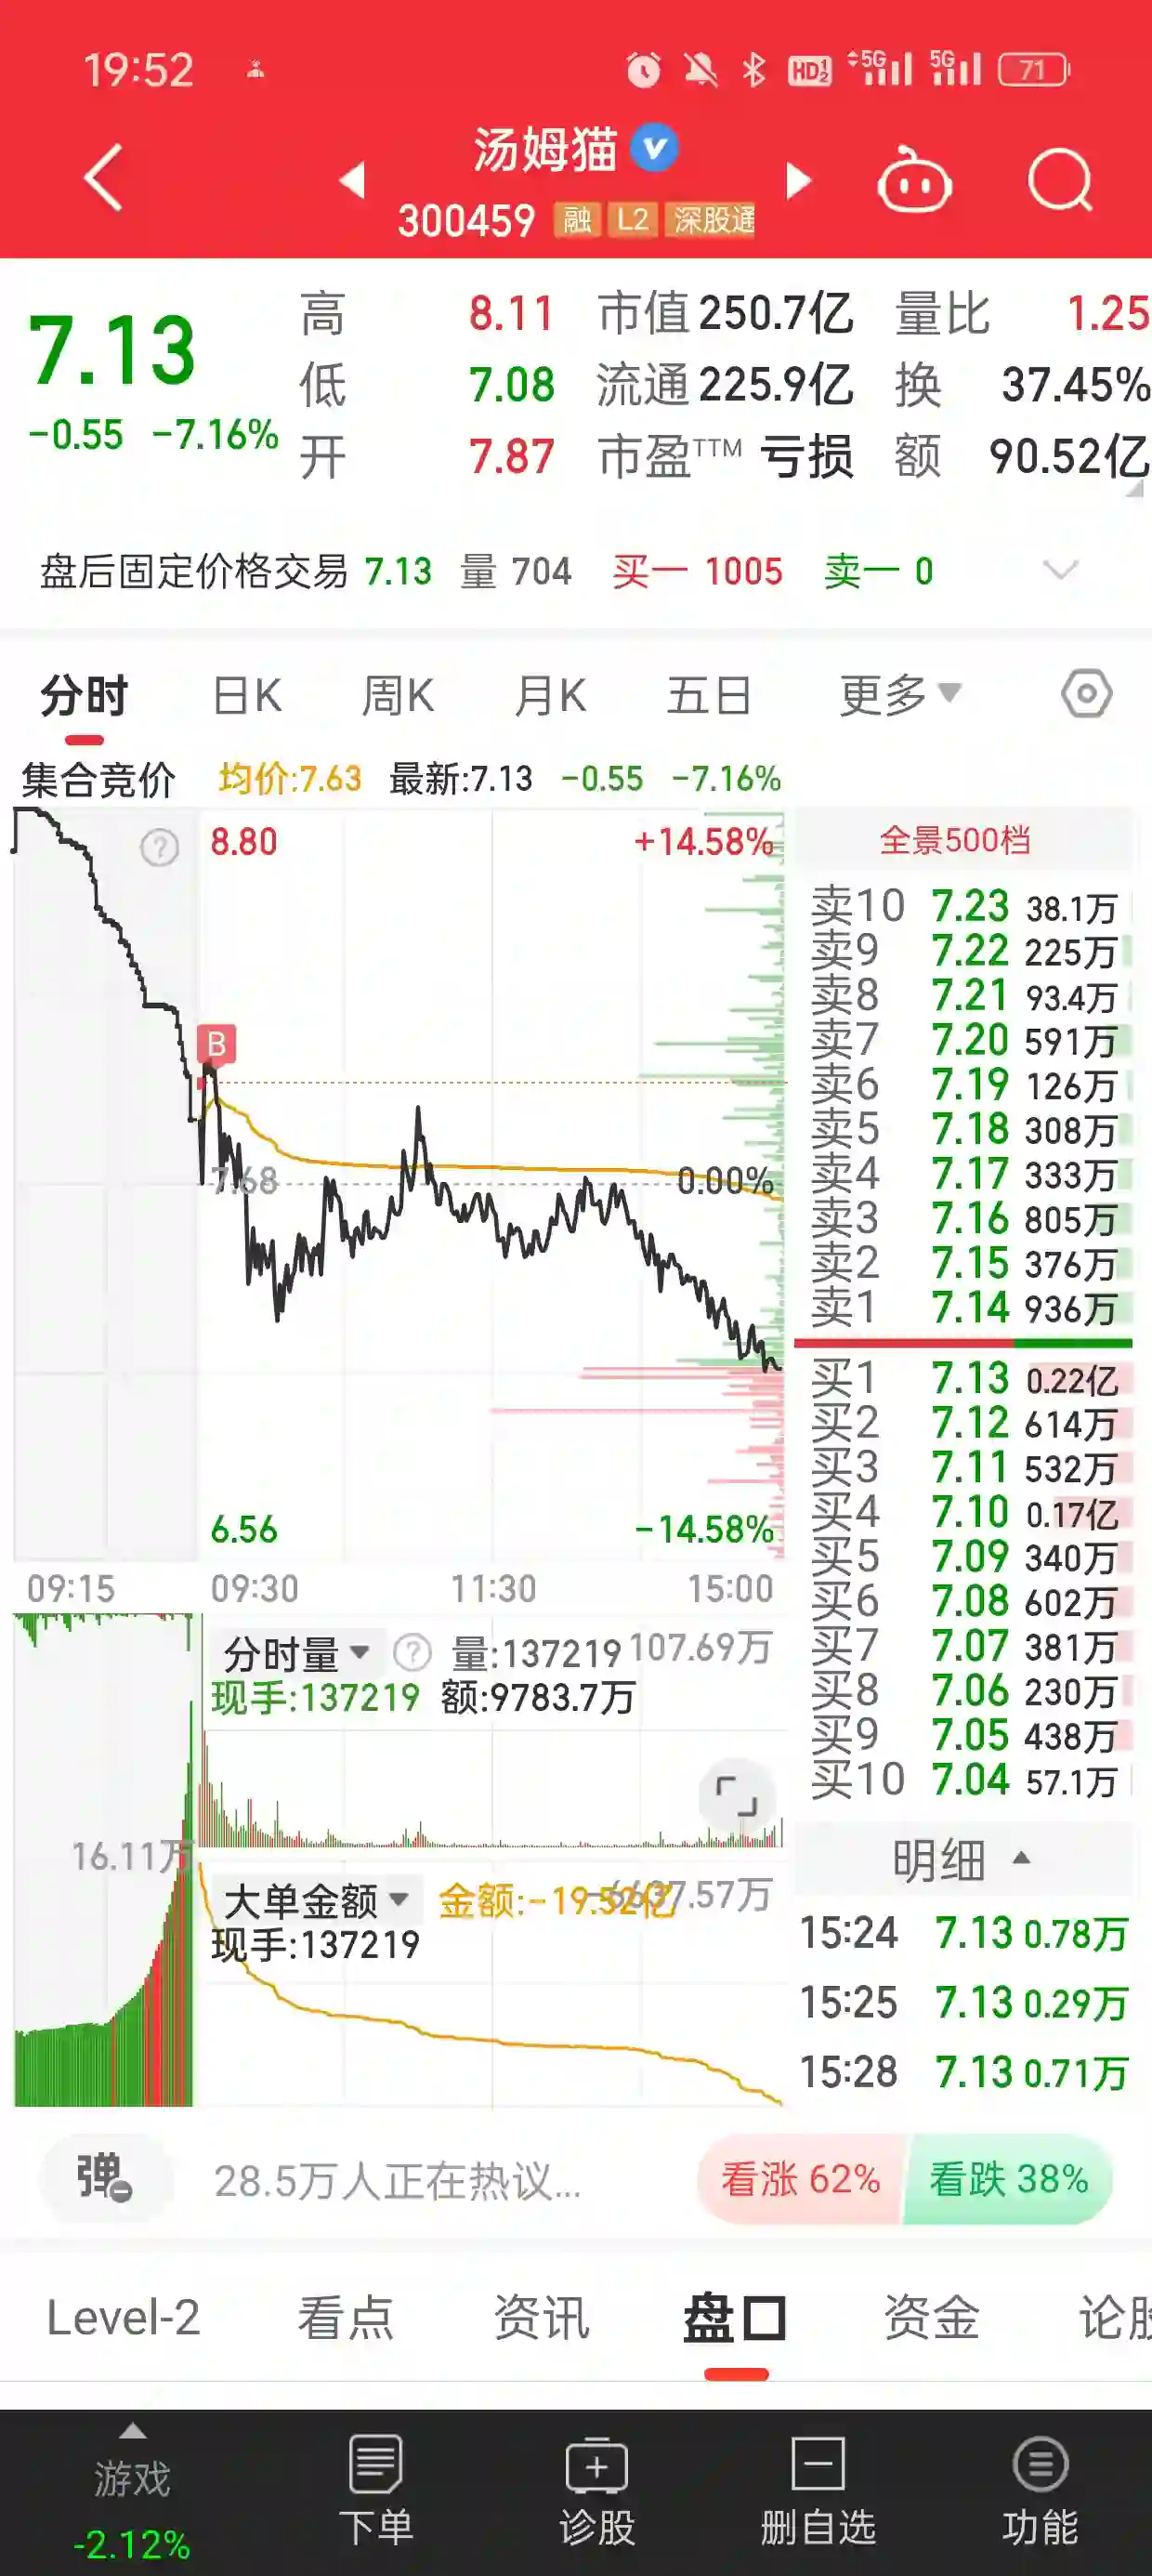 19:52 HD12 5G 5G 71
汤姆猫
300459 融 L2 深股通
7.13
-0.55 -7.16%
高 8.11 市值 250.7亿 量比 1.25
低 7.08 流通 225.9亿 换 37.45%
开 7.87 市盈TTM 亏损 额 90.52亿
盘后固定价格交易 7.13 量 704 买一 1005 卖一 0
分时 日K 周K 月K 五日 更多
集合竞价 均价:7.63 最新:7.13 -0.55 -7.16%
8.80 +14.58%
B
7.68 0.00%
6.56 -14.58%
09:15 09:30 11:30 15:00
分时量 量:137219 107.69万
现手:137219 额:9783.7万
16.11万
大单金额 金额:-19.52亿 -6637.57万
现手:137219
全景500档
卖10 7.23 38.1万
卖9 7.22 225万
卖8 7.21 93.4万
卖7 7.20 591万
卖6 7.19 126万
卖5 7.18 308万
卖4 7.17 333万
卖3 7.16 805万
卖2 7.15 376万
卖1 7.14 936万
买1 7.13 0.22亿
买2 7.12 614万
买3 7.11 532万
买4 7.10 0.17亿
买5 7.09 340万
买6 7.08 602万
买7 7.07 381万
买8 7.06 230万
买9 7.05 438万
买10 7.04 57.1万
明细
15:24 7.13 0.78万
15:25 7.13 0.29万
15:28 7.13 0.71万
弹 28.5万人正在热议... 看涨 62% 看跌 38%
Level-2 看点 资讯 盘口 资金 论股
游戏 下单 诊股 删自选 功能
-2.12%